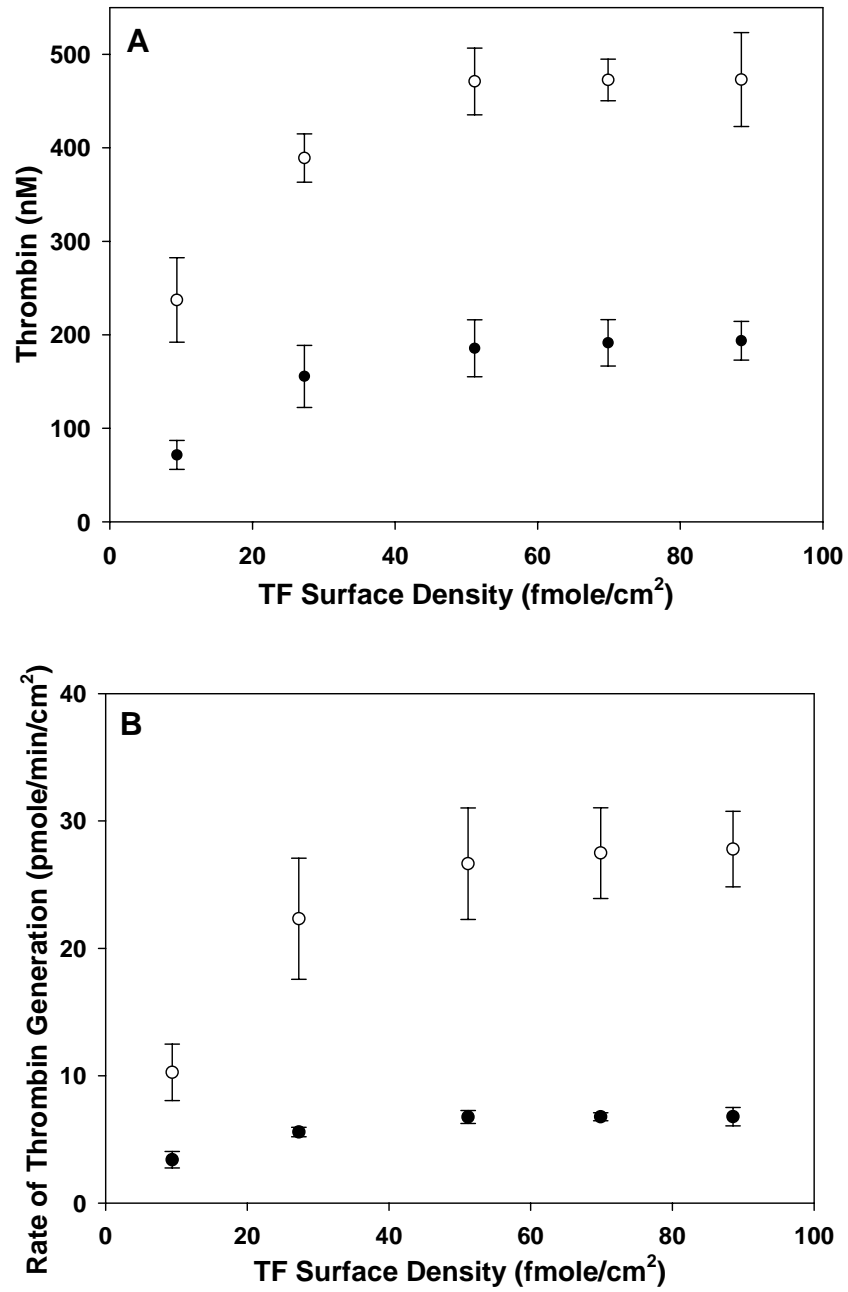 A
500
400
300
200
100
0
Thrombin (nM)
0 20 40 60 80 100
TF Surface Density (fmole/cm²)
B
40
30
20
10
0
Rate of Thrombin Generation (pmole/min/cm²)
0 20 40 60 80 100
TF Surface Density (fmole/cm²)